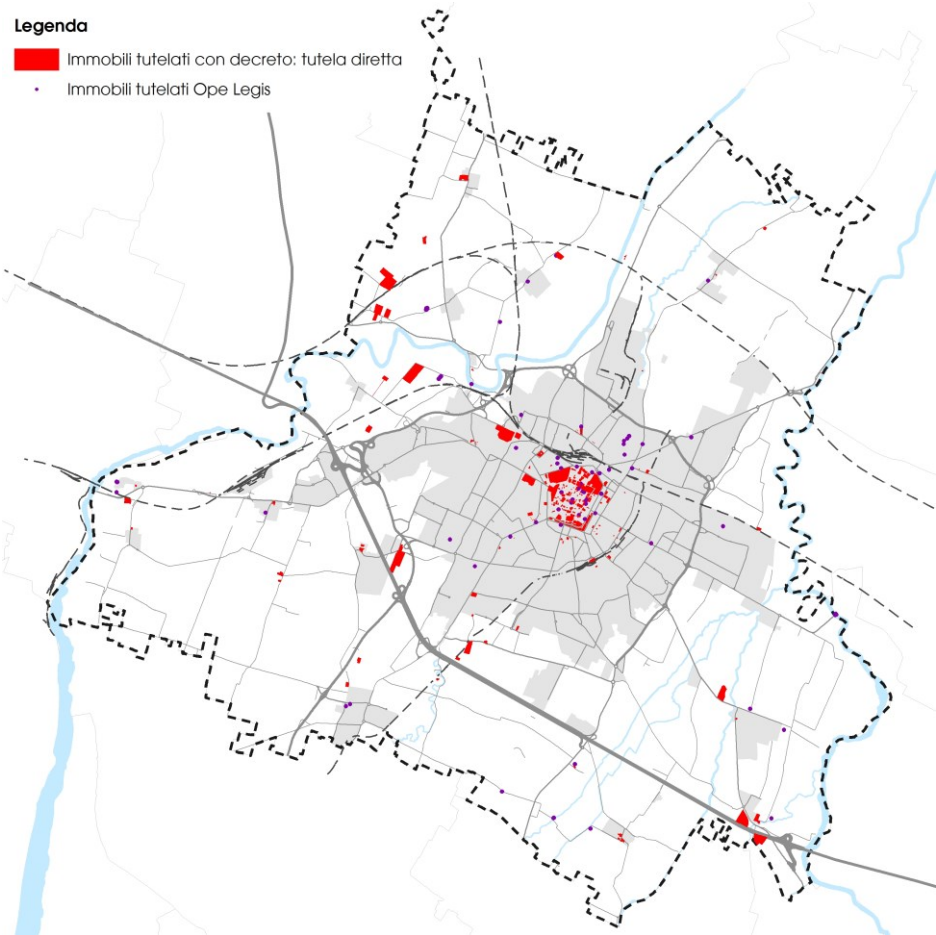 Legenda
Immobili tutelati con decreto: tutela diretta
Immobili tutelati Ope Legis